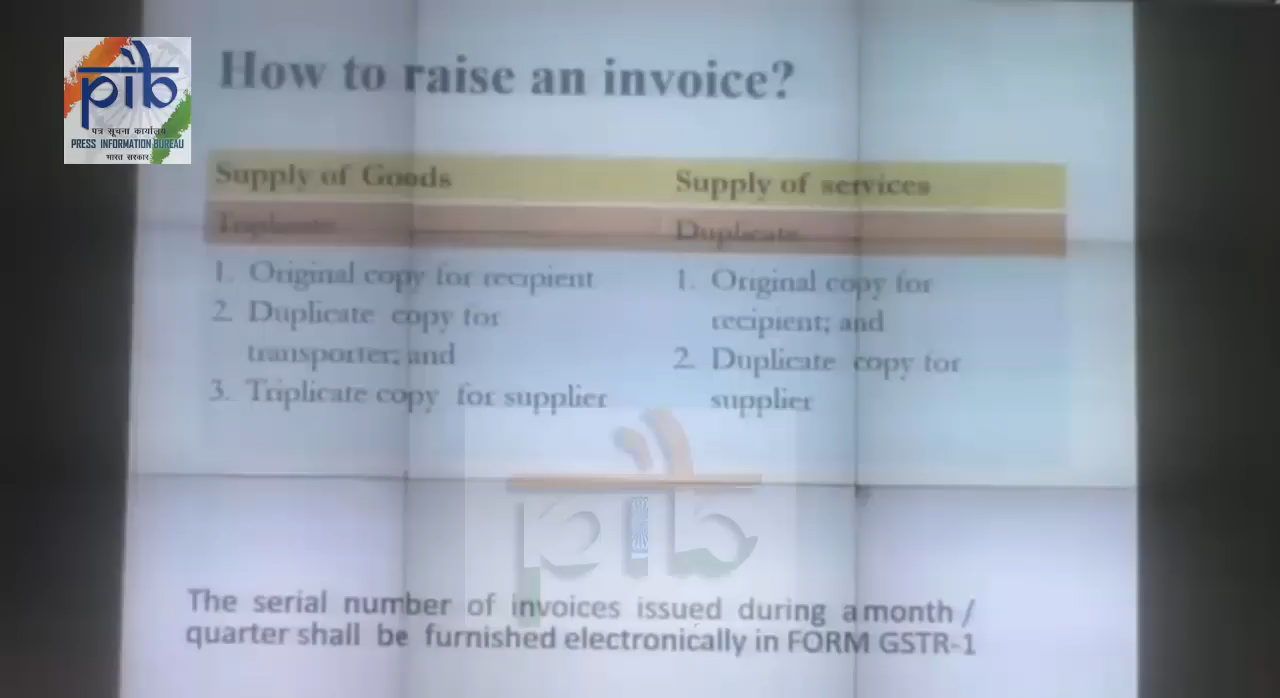 How to raise an invoice?
पत्र सूचना कार्यालय
PRESS INFORMATION BUREAU
भारत सरकार
Supply of Goods
Supply of services
Triplicate
Duplicate
1. Original copy for recipient
2. Duplicate copy for
transporter; and
3. Triplicate copy for supplier
1. Original copy for
recipient; and
2. Duplicate copy for
supplier
The serial number of invoices issued during a month /
quarter shall be furnished electronically in FORM GSTR-1